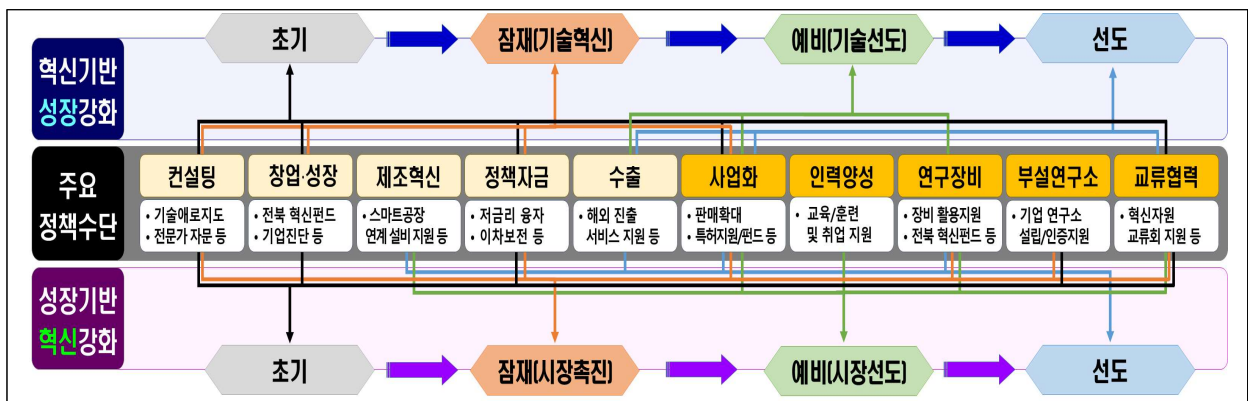 초기
잠재(기술혁신)
예비(기술선도)
선도
혁신기반
성장강화
주요
정책수단
컨설팅
• 기술애로지도
• 전문가 자문 등
창업·성장
• 전북 혁신펀드
• 기업진단 등
제조혁신
• 스마트공장
연계 설비 지원 등
정책자금
• 저금리 융자
• 이차보전 등
수출
• 해외 진출
서비스 지원 등
사업화
• 판매확대
• 특허지원/펀드 등
인력양성
• 교육/훈련
및 취업 지원
연구장비
• 장비 활용지원
• 전북 혁신펀드 등
부설연구소
• 기업 연구소
설립/인증지원
교류협력
• 혁신자원
교류회 지원 등
성장기반
혁신강화
초기
잠재(시장촉진)
예비(시장선도)
선도